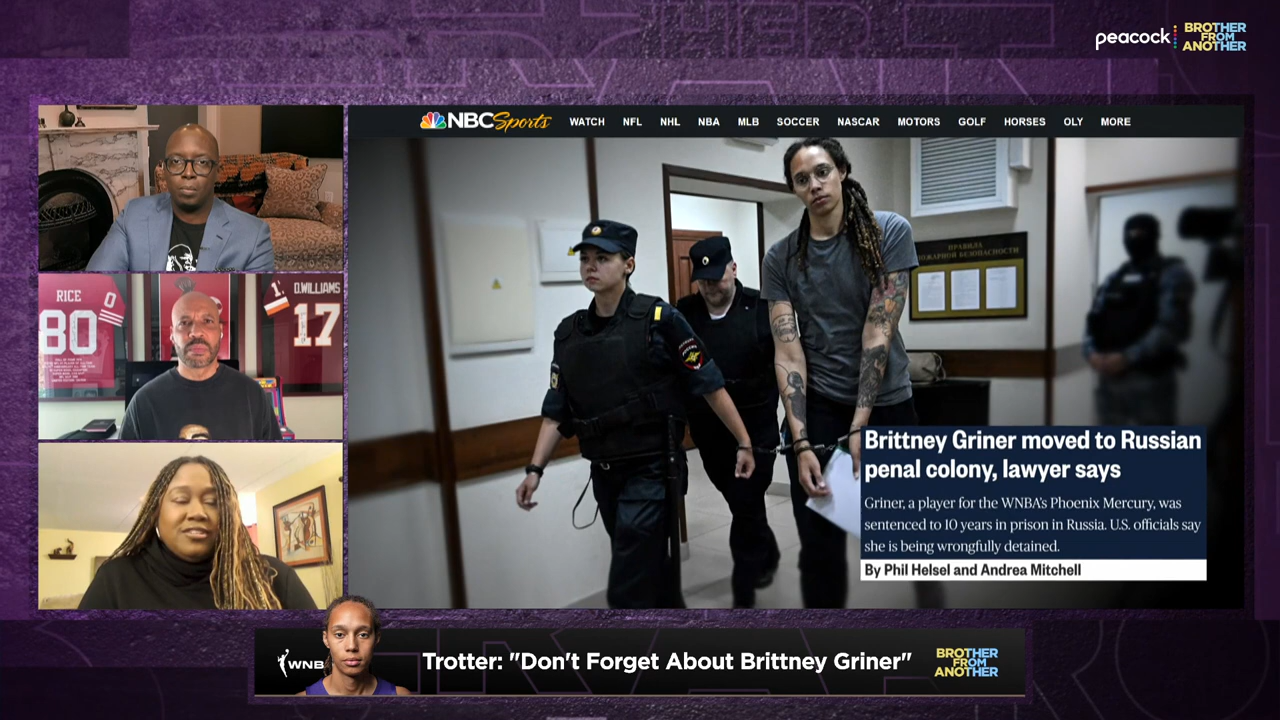 peacock
BROTHER
FROM
ANOTHER
NBC Sports
WATCH NFL NHL NBA MLB SOCCER NASCAR MOTORS GOLF HORSES OLY MORE
RICE
80
D.WILLIAMS
17
ПРАВИЛА
ПОЖАРНОЙ БЕЗОПАСНОСТИ
Brittney Griner moved to Russian
penal colony, lawyer says
Griner, a player for the WNBA's Phoenix Mercury, was
sentenced to 10 years in prison in Russia. U.S. officials say
she is being wrongfully detained.
By Phil Helsel and Andrea Mitchell
WNB
Trotter: "Don't Forget About Brittney Griner"
BROTHER
FROM
ANOTHER